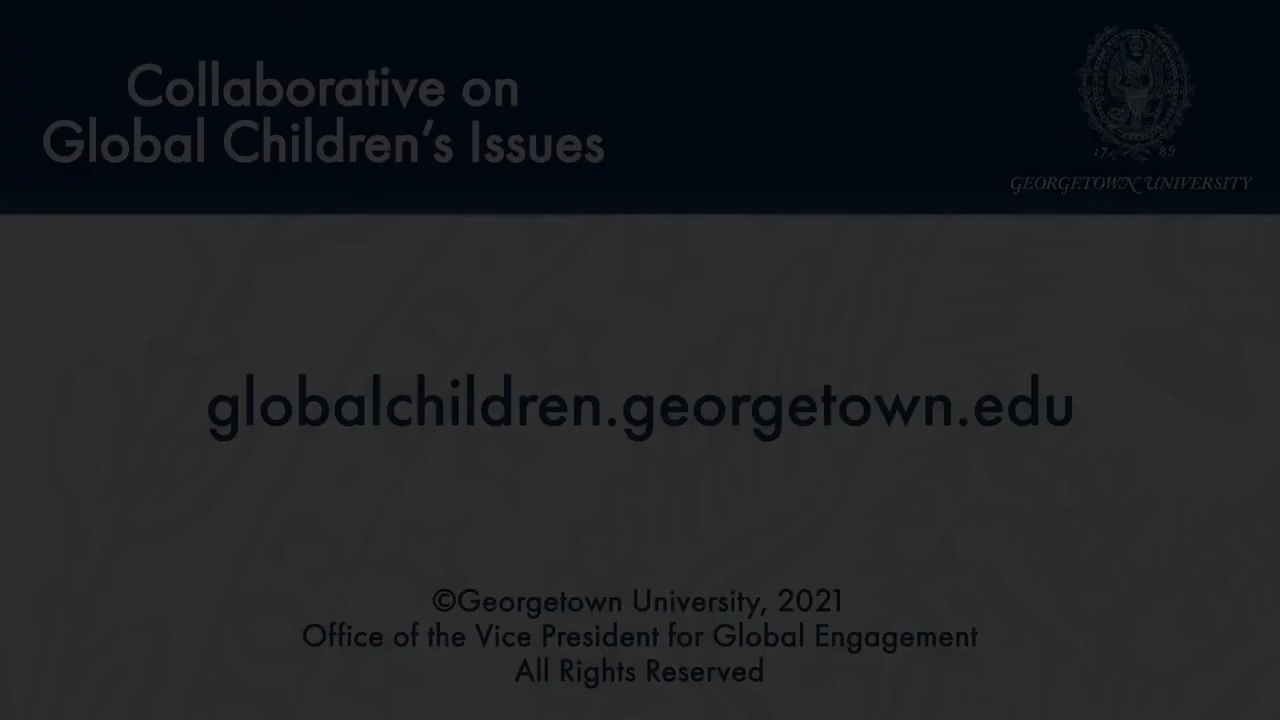 Collaborative on
Global Children's Issues
17 89
GEORGETOWN UNIVERSITY
globalchildren.georgetown.edu
©Georgetown University, 2021
Office of the Vice President for Global Engagement
All Rights Reserved